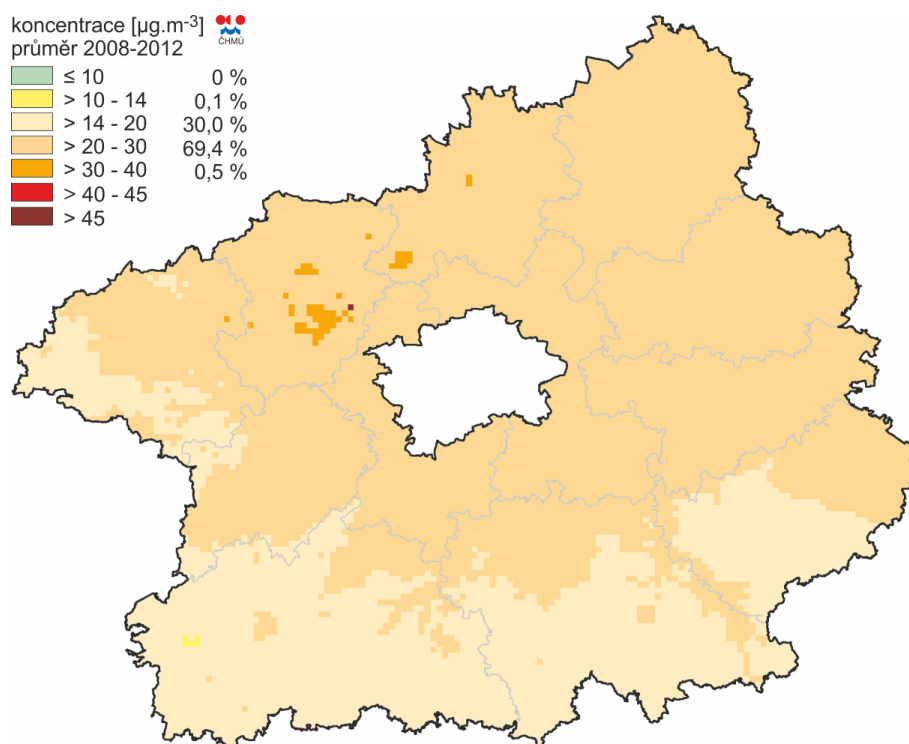 koncentrace [µg.m-3]
ČHMÚ
průměr 2008-2012
≤ 10 0 %
> 10 - 14 0,1 %
> 14 - 20 30,0 %
> 20 - 30 69,4 %
> 30 - 40 0,5 %
> 40 - 45
> 45